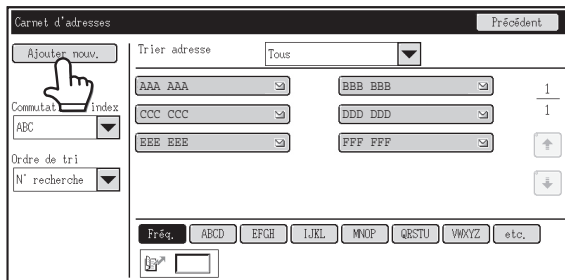 Carnet d'adresses
Précédent
Ajouter nouv.
Trier adresse
Tous
AAA AAA
BBB BBB
CCC CCC
DDD DDD
EEE EEE
FFF FFF
1
1
index
ABC
Ordre de tri
N° recherche
Fréq. ABCD EFGH IJKL MNOP QRSTU VWXYZ etc.